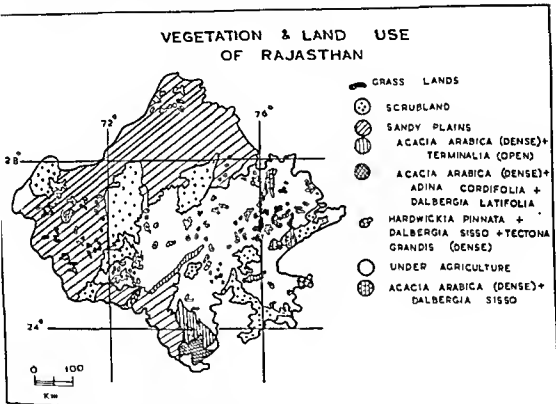 VEGETATION & LAND USE
OF RAJASTHAN
GRASS LANDS
SCRUBLAND
SANDY PLAINS
ACACIA ARABICA (DENSE)+
TERMINALIA (OPEN)
ACACIA ARABICA (DENSE)+
ADINA CORDIFOLIA +
DALBERGIA LATIFOLIA
HARDWICKIA PINNATA +
DALBERGIA SISSO +TECTONA
GRANDIS (DENSE)
UNDER AGRICULTURE
ACACIA ARABICA (DENSE)+
DALBERGIA SISSO
72°
76°
28°
24°
0 100
Km